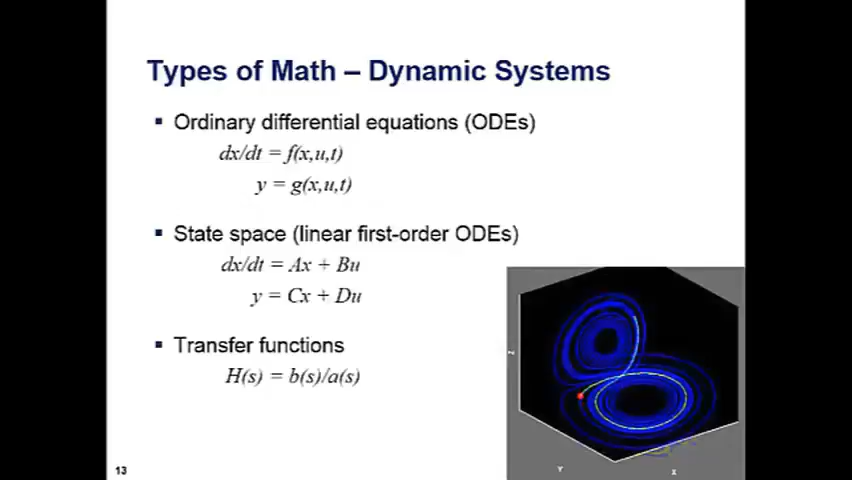 Types of Math – Dynamic Systems
▪ Ordinary differential equations (ODEs)
dx/dt = f(x,u,t)
y = g(x,u,t)
▪ State space (linear first-order ODEs)
dx/dt = Ax + Bu
y = Cx + Du
▪ Transfer functions
H(s) = b(s)/a(s)
Z
Y
X
13